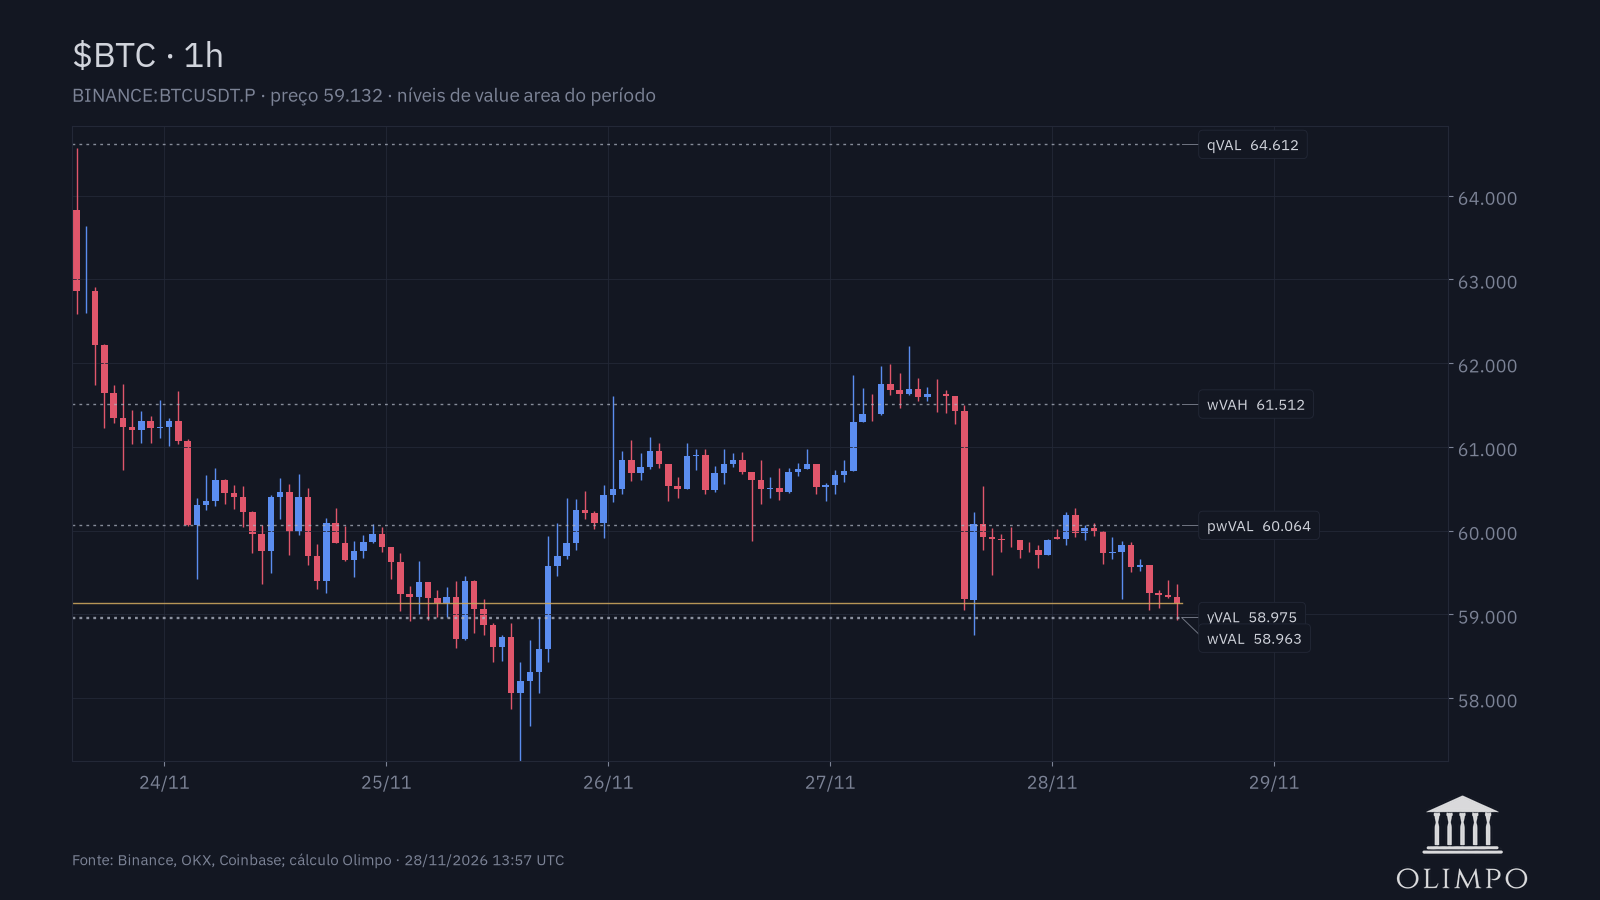 $BTC · 1h
BINANCE:BTCUSDT.P · preço 59.132 · níveis de value area do período
qVAL 64.612
64.000
63.000
62.000
wVAH 61.512
61.000
pwVAL 60.064
60.000
yVAL 58.975
59.000
wVAL 58.963
58.000
24/11 25/11 26/11 27/11 28/11 29/11
Fonte: Binance, OKX, Coinbase; cálculo Olimpo · 28/11/2026 13:57 UTC
OLIMPO